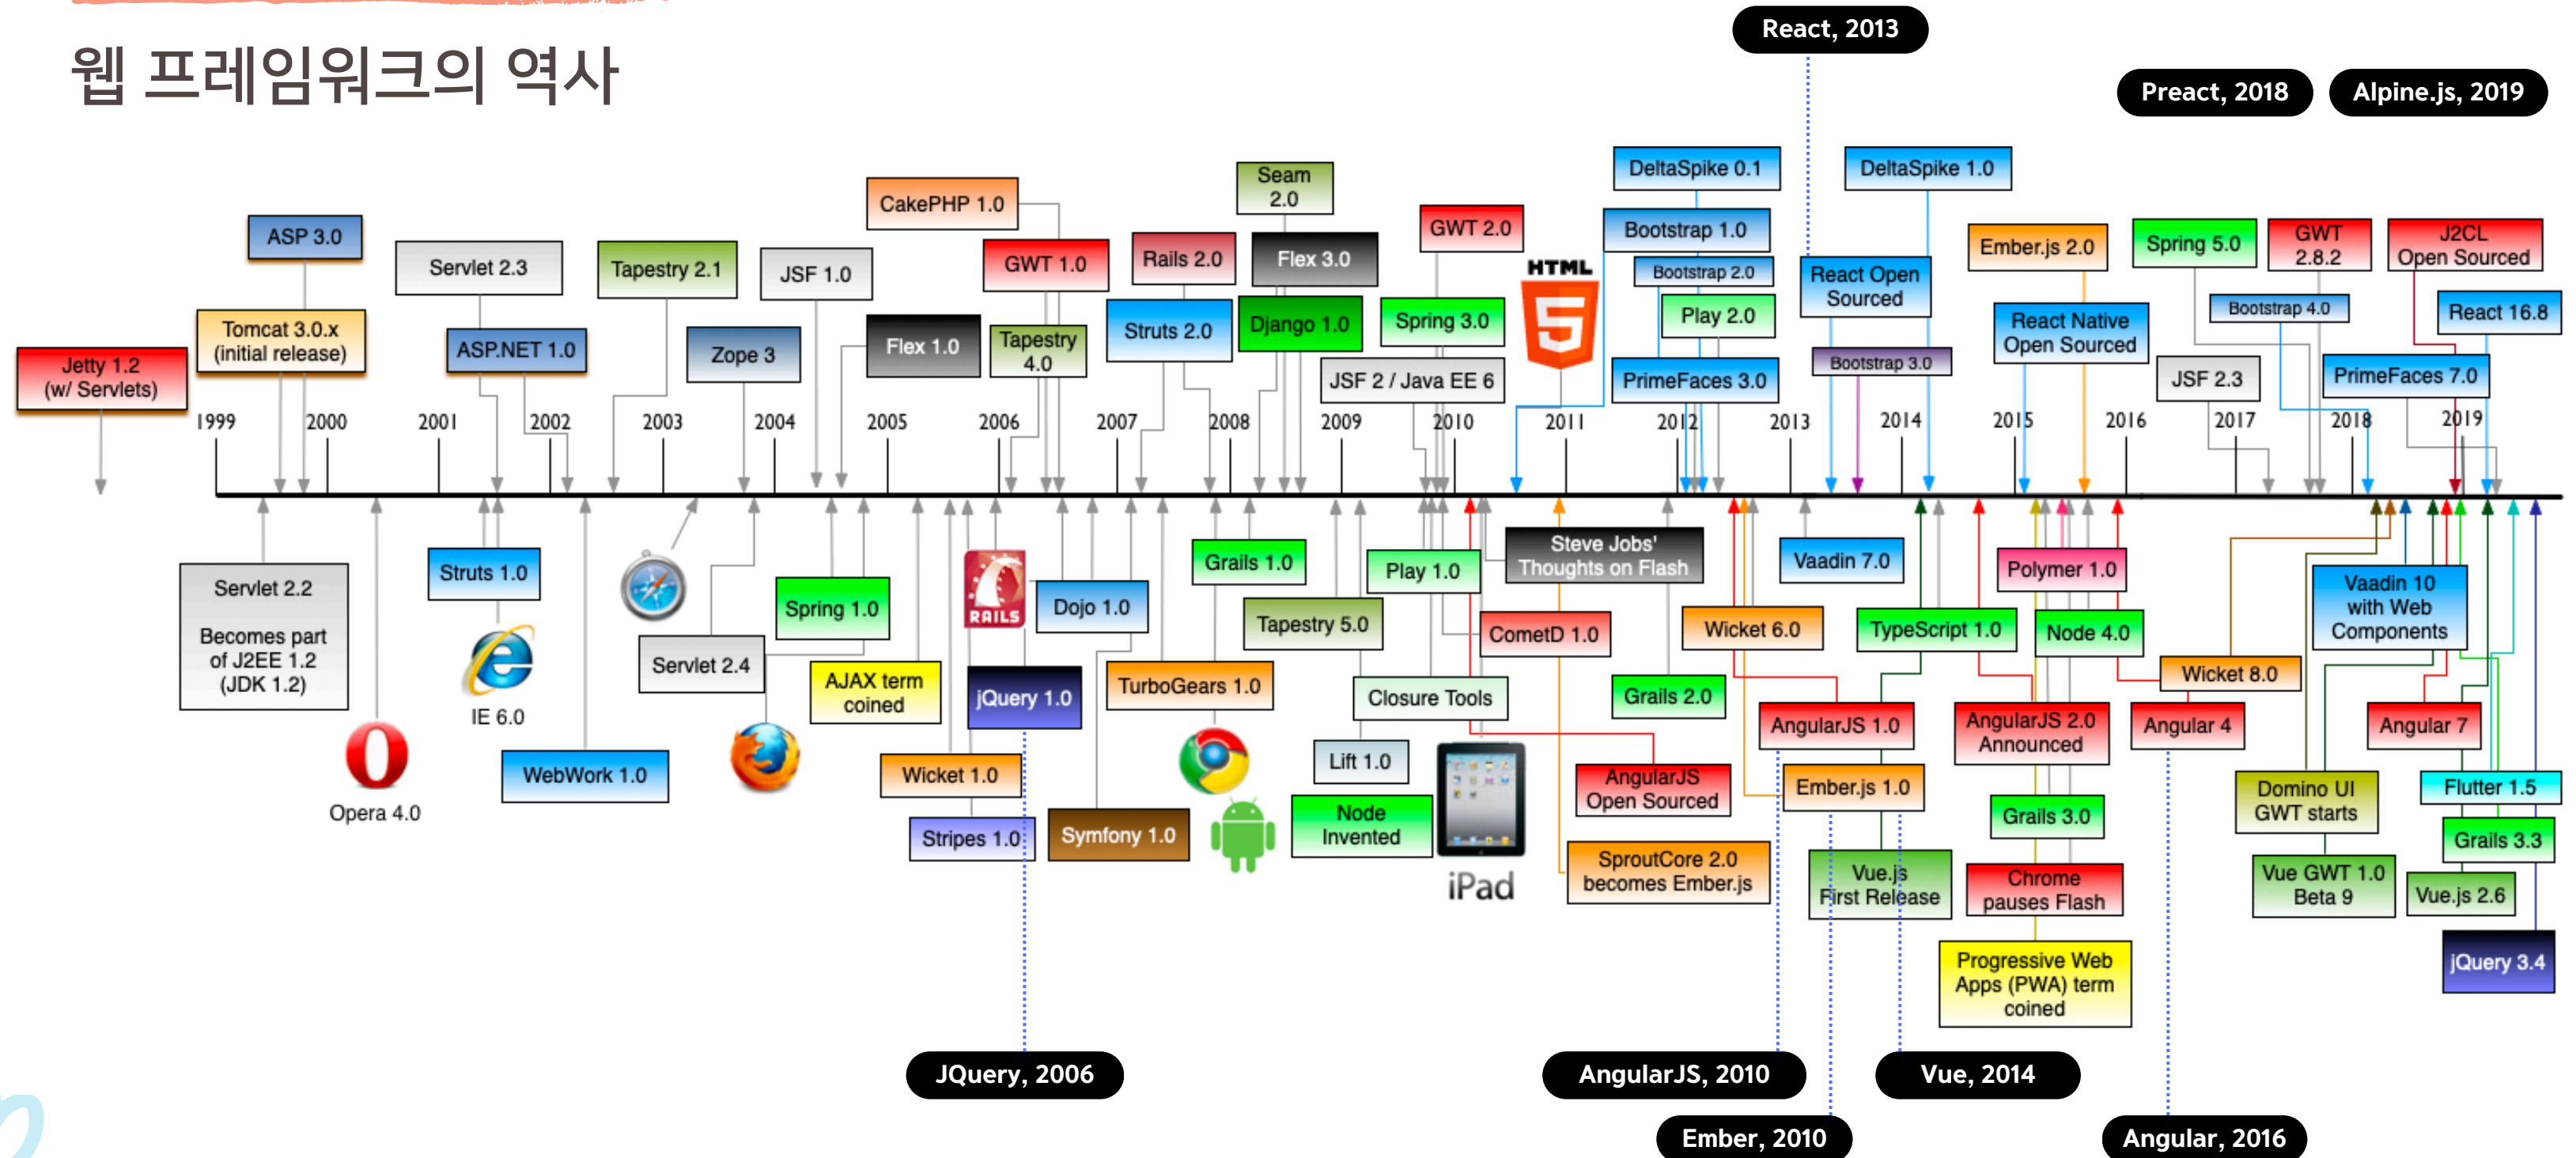 웹 프레임워크의 역사
React, 2013
Preact, 2018
Alpine.js, 2019
DeltaSpike 0.1
DeltaSpike 1.0
Seam
2.0
CakePHP 1.0
GWT 2.0
Bootstrap 1.0
ASP 3.0
Servlet 2.3
Tapestry 2.1
JSF 1.0
GWT 1.0
Rails 2.0
Flex 3.0
HTML
5
Bootstrap 2.0
React Open
Sourced
Ember.js 2.0
Spring 5.0
GWT
2.8.2
J2CL
Open Sourced
Tomcat 3.0.x
(initial release)
ASP.NET 1.0
Zope 3
Flex 1.0
Tapestry
4.0
Struts 2.0
Django 1.0
Spring 3.0
Play 2.0
React Native
Open Sourced
Bootstrap 4.0
React 16.8
Jetty 1.2
(w/ Servlets)
JSF 2 / Java EE 6
PrimeFaces 3.0
Bootstrap 3.0
JSF 2.3
PrimeFaces 7.0
1999
2000
2001
2002
2003
2004
2005
2006
2007
2008
2009
2010
2011
2012
2013
2014
2015
2016
2017
2018
2019
Servlet 2.2
Becomes part
of J2EE 1.2
(JDK 1.2)
Opera 4.0
Struts 1.0
IE 6.0
WebWork 1.0
Servlet 2.4
Spring 1.0
AJAX term
coined
RAILS
jQuery 1.0
Wicket 1.0
Stripes 1.0
Dojo 1.0
Symfony 1.0
TurboGears 1.0
Grails 1.0
Tapestry 5.0
Lift 1.0
Node
Invented
Play 1.0
Closure Tools
iPad
Steve Jobs'
Thoughts on Flash
CometD 1.0
AngularJS
Open Sourced
SproutCore 2.0
becomes Ember.js
Grails 2.0
Wicket 6.0
Vaadin 7.0
AngularJS 1.0
Ember.js 1.0
Vue.js
First Release
TypeScript 1.0
AngularJS 2.0
Announced
Polymer 1.0
Node 4.0
Grails 3.0
Chrome
pauses Flash
Progressive Web
Apps (PWA) term
coined
Wicket 8.0
Angular 4
Vaadin 10
with Web
Components
Angular 7
Domino UI
GWT starts
Vue GWT 1.0
Beta 9
Flutter 1.5
Grails 3.3
Vue.js 2.6
jQuery 3.4
JQuery, 2006
AngularJS, 2010
Vue, 2014
Ember, 2010
Angular, 2016